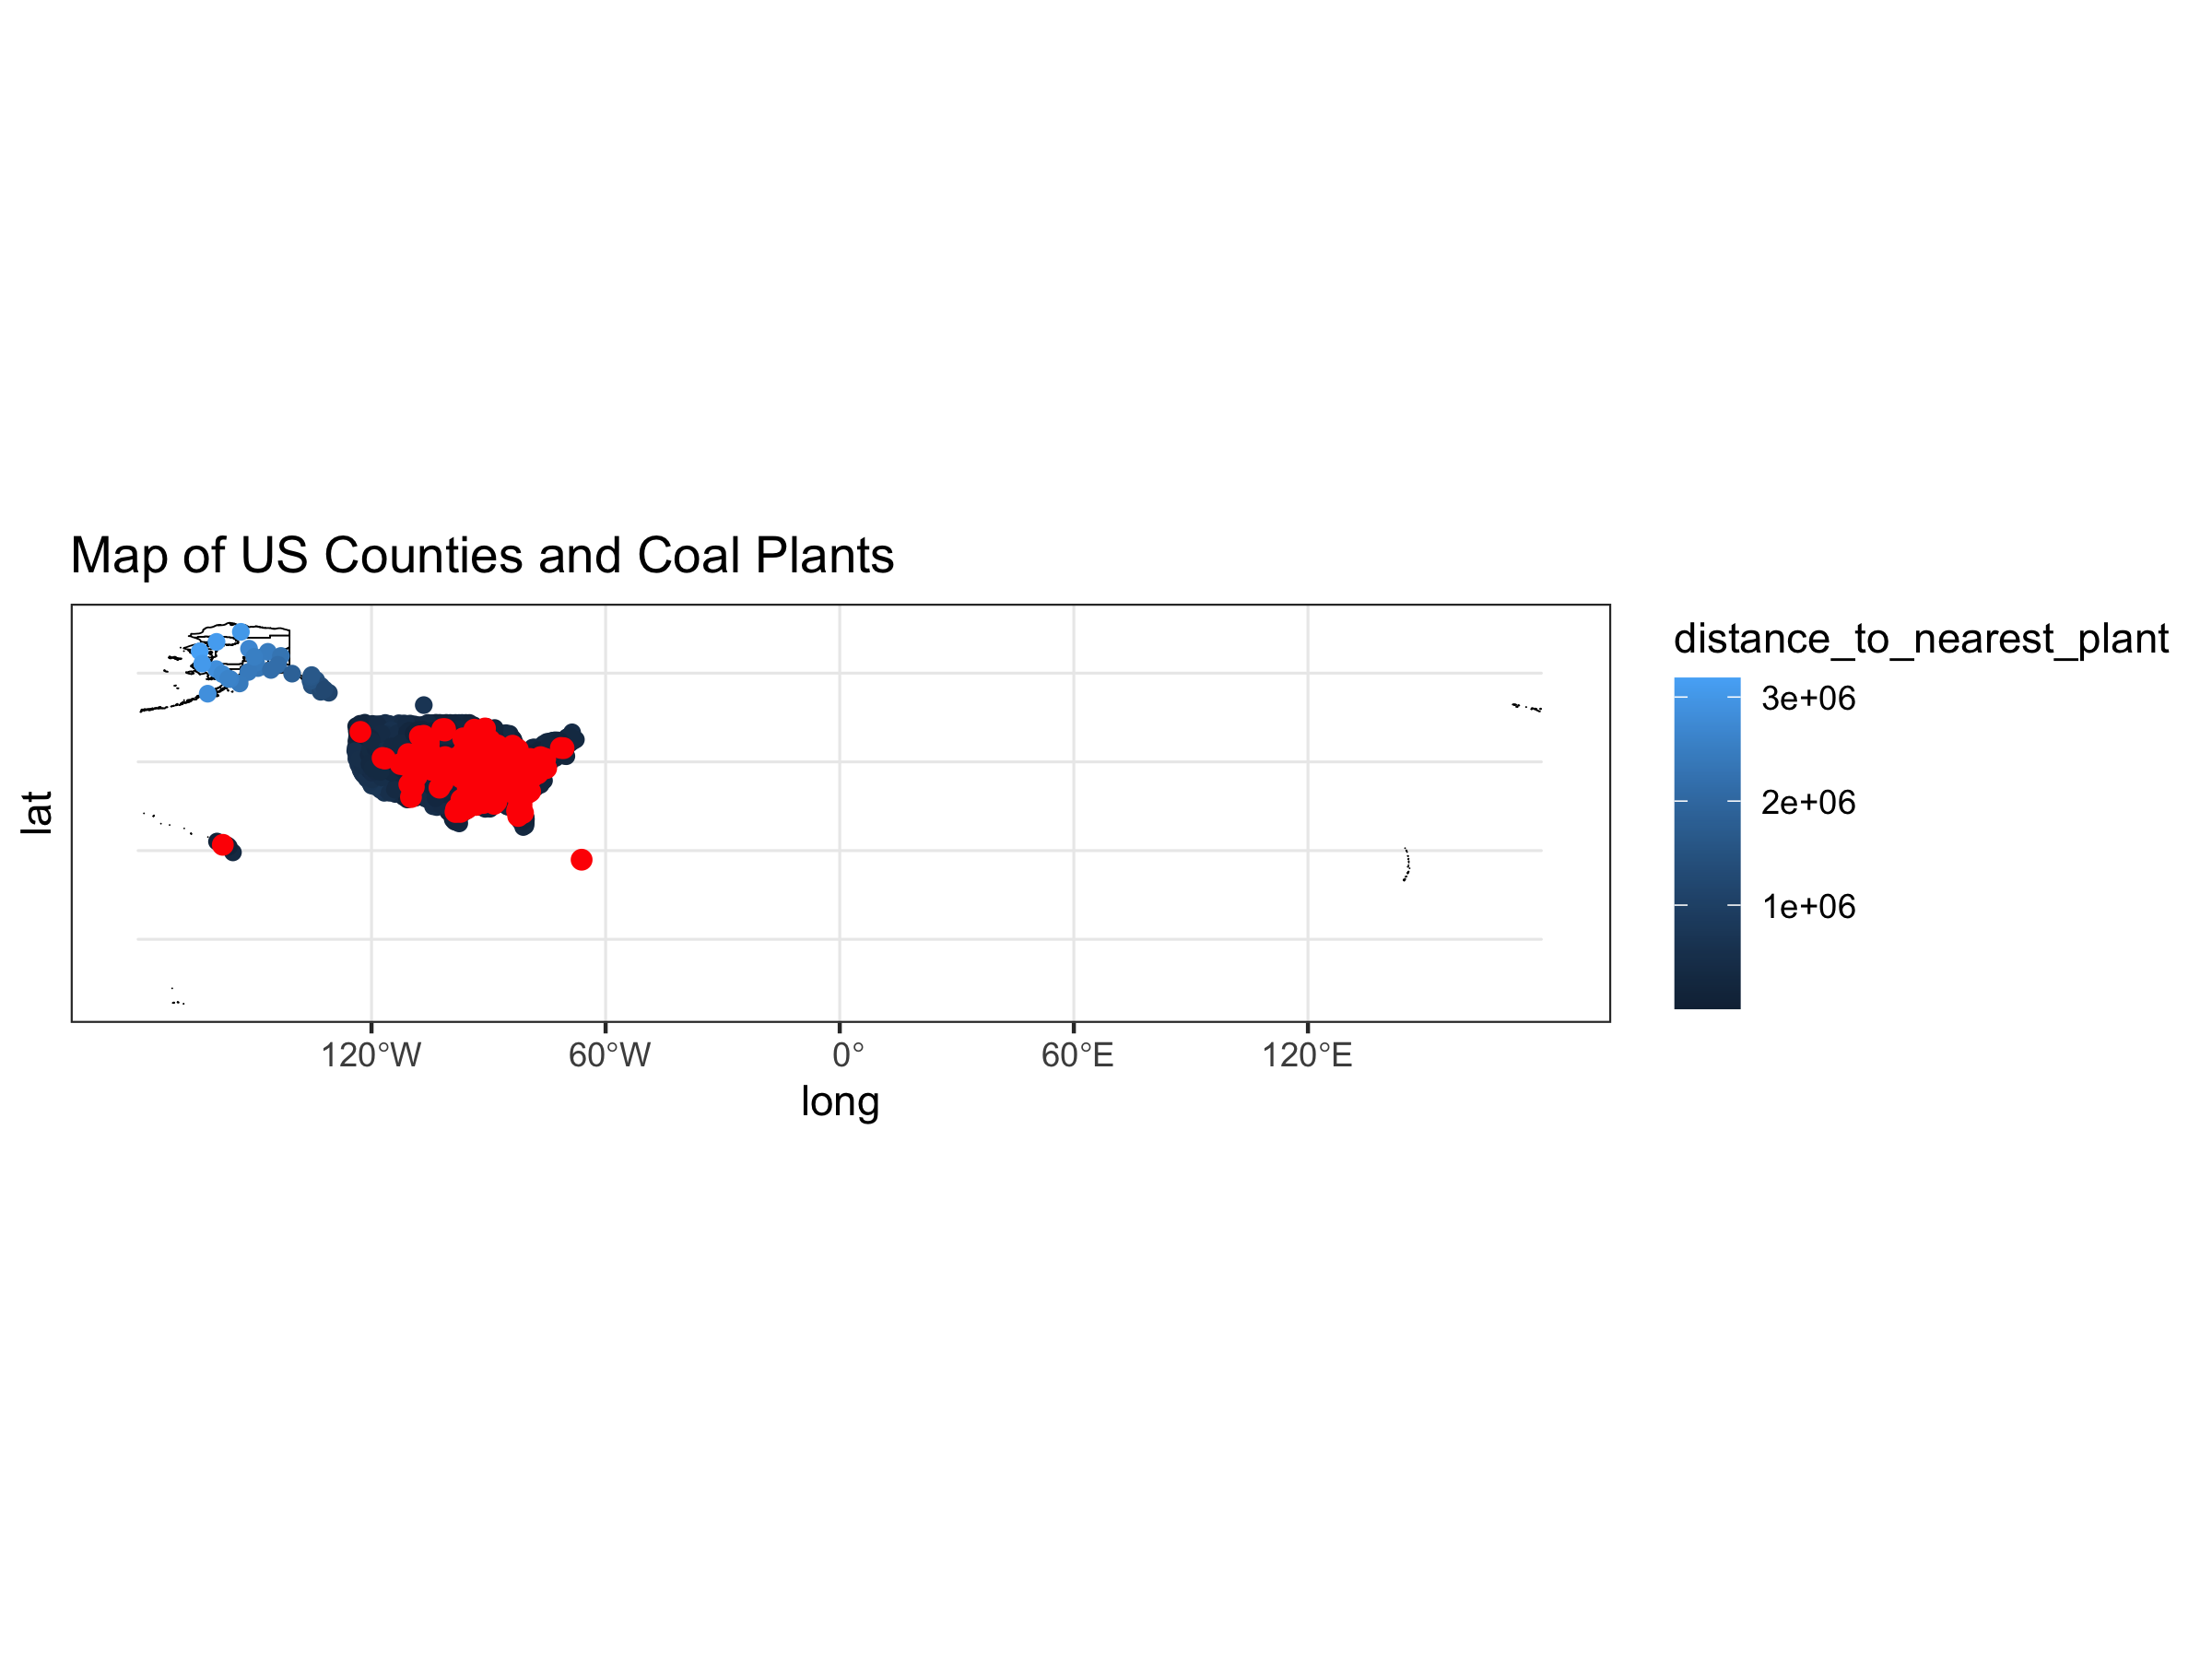 Map of US Counties and Coal Plants
lat
120°W 60°W 0° 60°E 120°E
long
distance_to_nearest_plant
3e+06
2e+06
1e+06